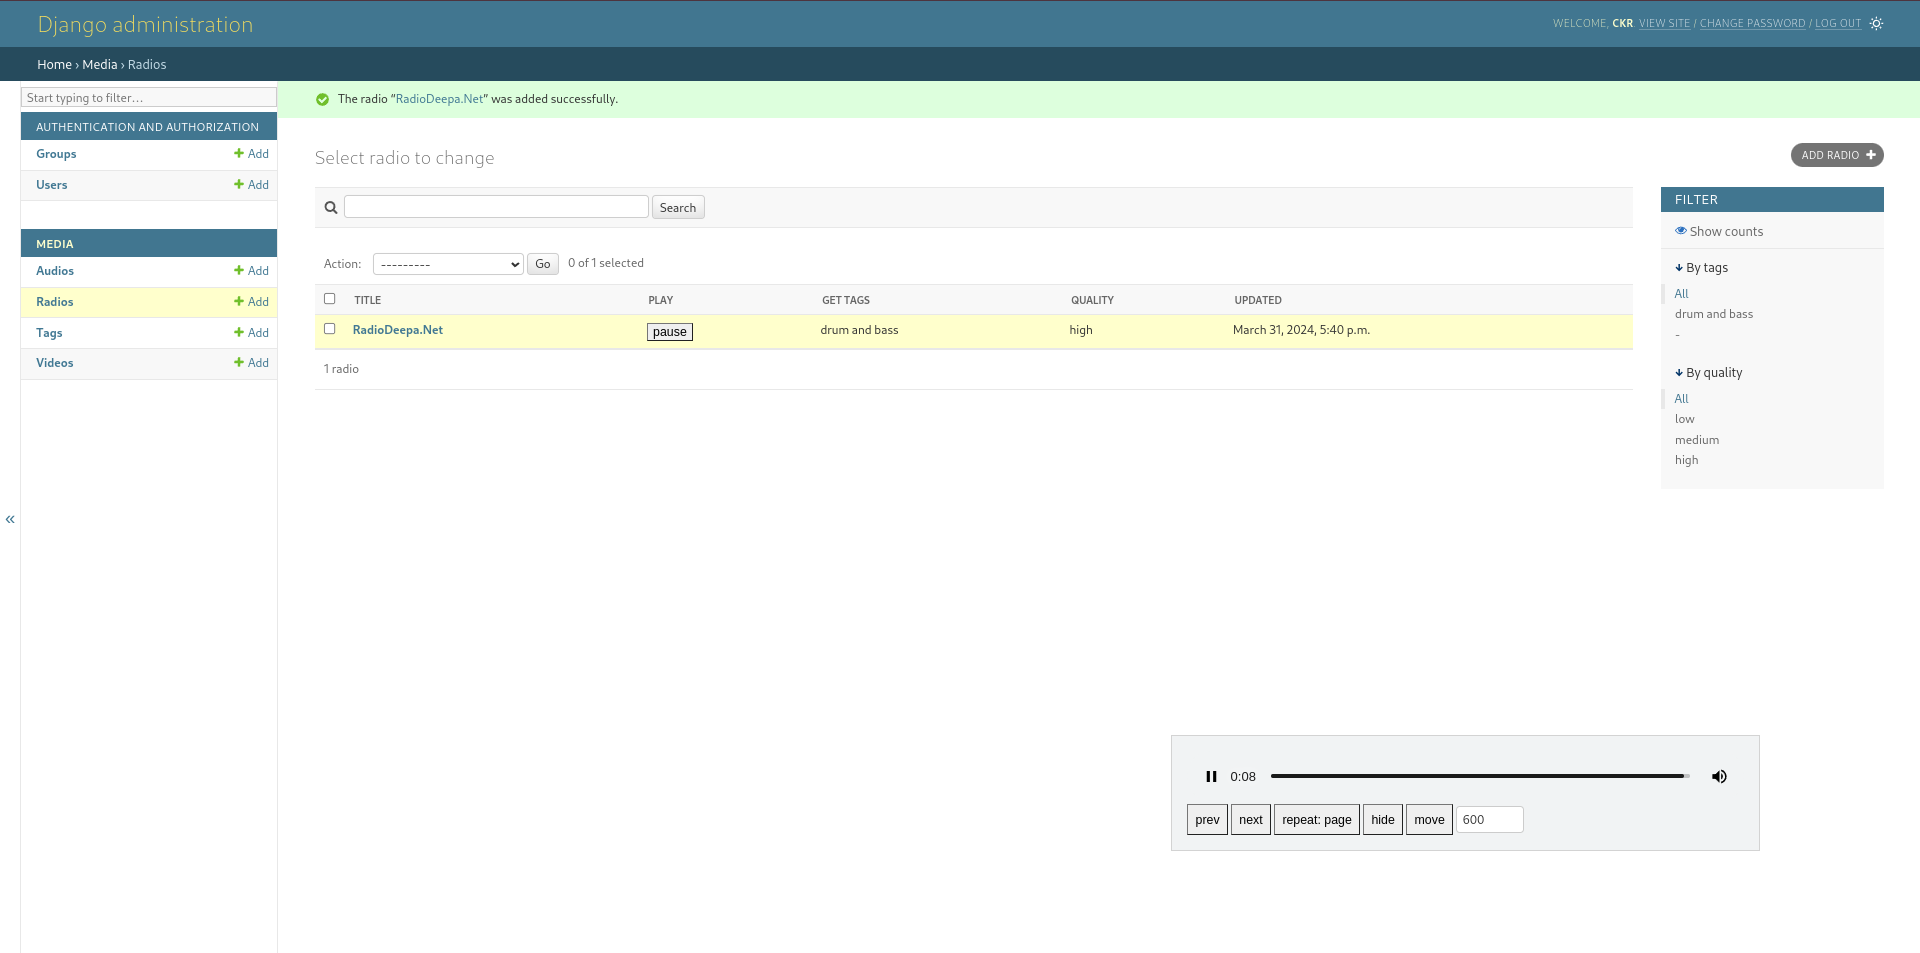 Django administration
WELCOME, CKR. VIEW SITE / CHANGE PASSWORD / LOG OUT
Home › Media › Radios
Start typing to filter…
AUTHENTICATION AND AUTHORIZATION
Groups Add
Users Add
MEDIA
Audios Add
Radios Add
Tags Add
Videos Add
«
The radio “RadioDeepa.Net” was added successfully.
Select radio to change
ADD RADIO
Search
Action: --------- Go 0 of 1 selected
TITLE PLAY GET TAGS QUALITY UPDATED
RadioDeepa.Net pause drum and bass high March 31, 2024, 5:40 p.m.
1 radio
FILTER
Show counts
By tags
All
drum and bass
-
By quality
All
low
medium
high
0:08
prev next repeat: page hide move 600